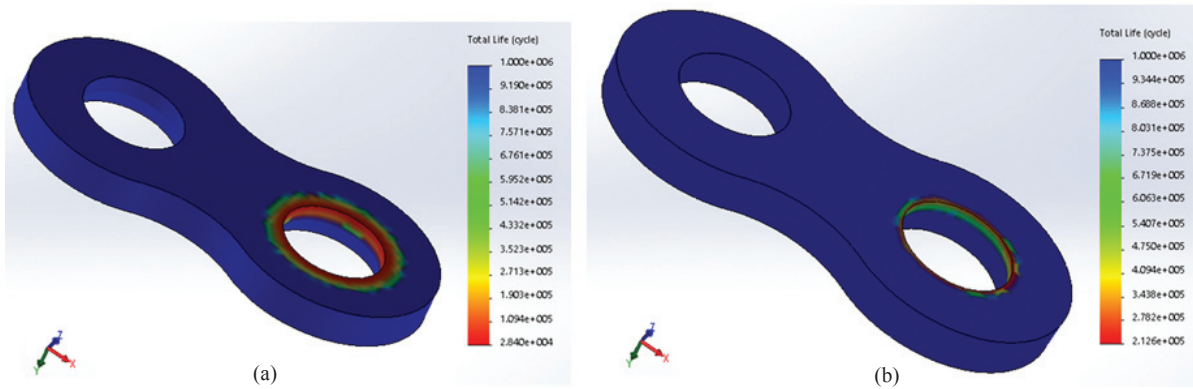 Total Life (cycle)
1.000e+006
9.190e+005
8.381e+005
7.571e+005
6.761e+005
5.952e+005
5.142e+005
4.332e+005
3.523e+005
2.713e+005
1.903e+005
1.094e+005
2.840e+004
Z
X
Y
(a)
Total Life (cycle)
1.000e+006
9.344e+005
8.688e+005
8.031e+005
7.375e+005
6.719e+005
6.063e+005
5.407e+005
4.750e+005
4.094e+005
3.438e+005
2.782e+005
2.126e+005
Z
X
Y
(b)